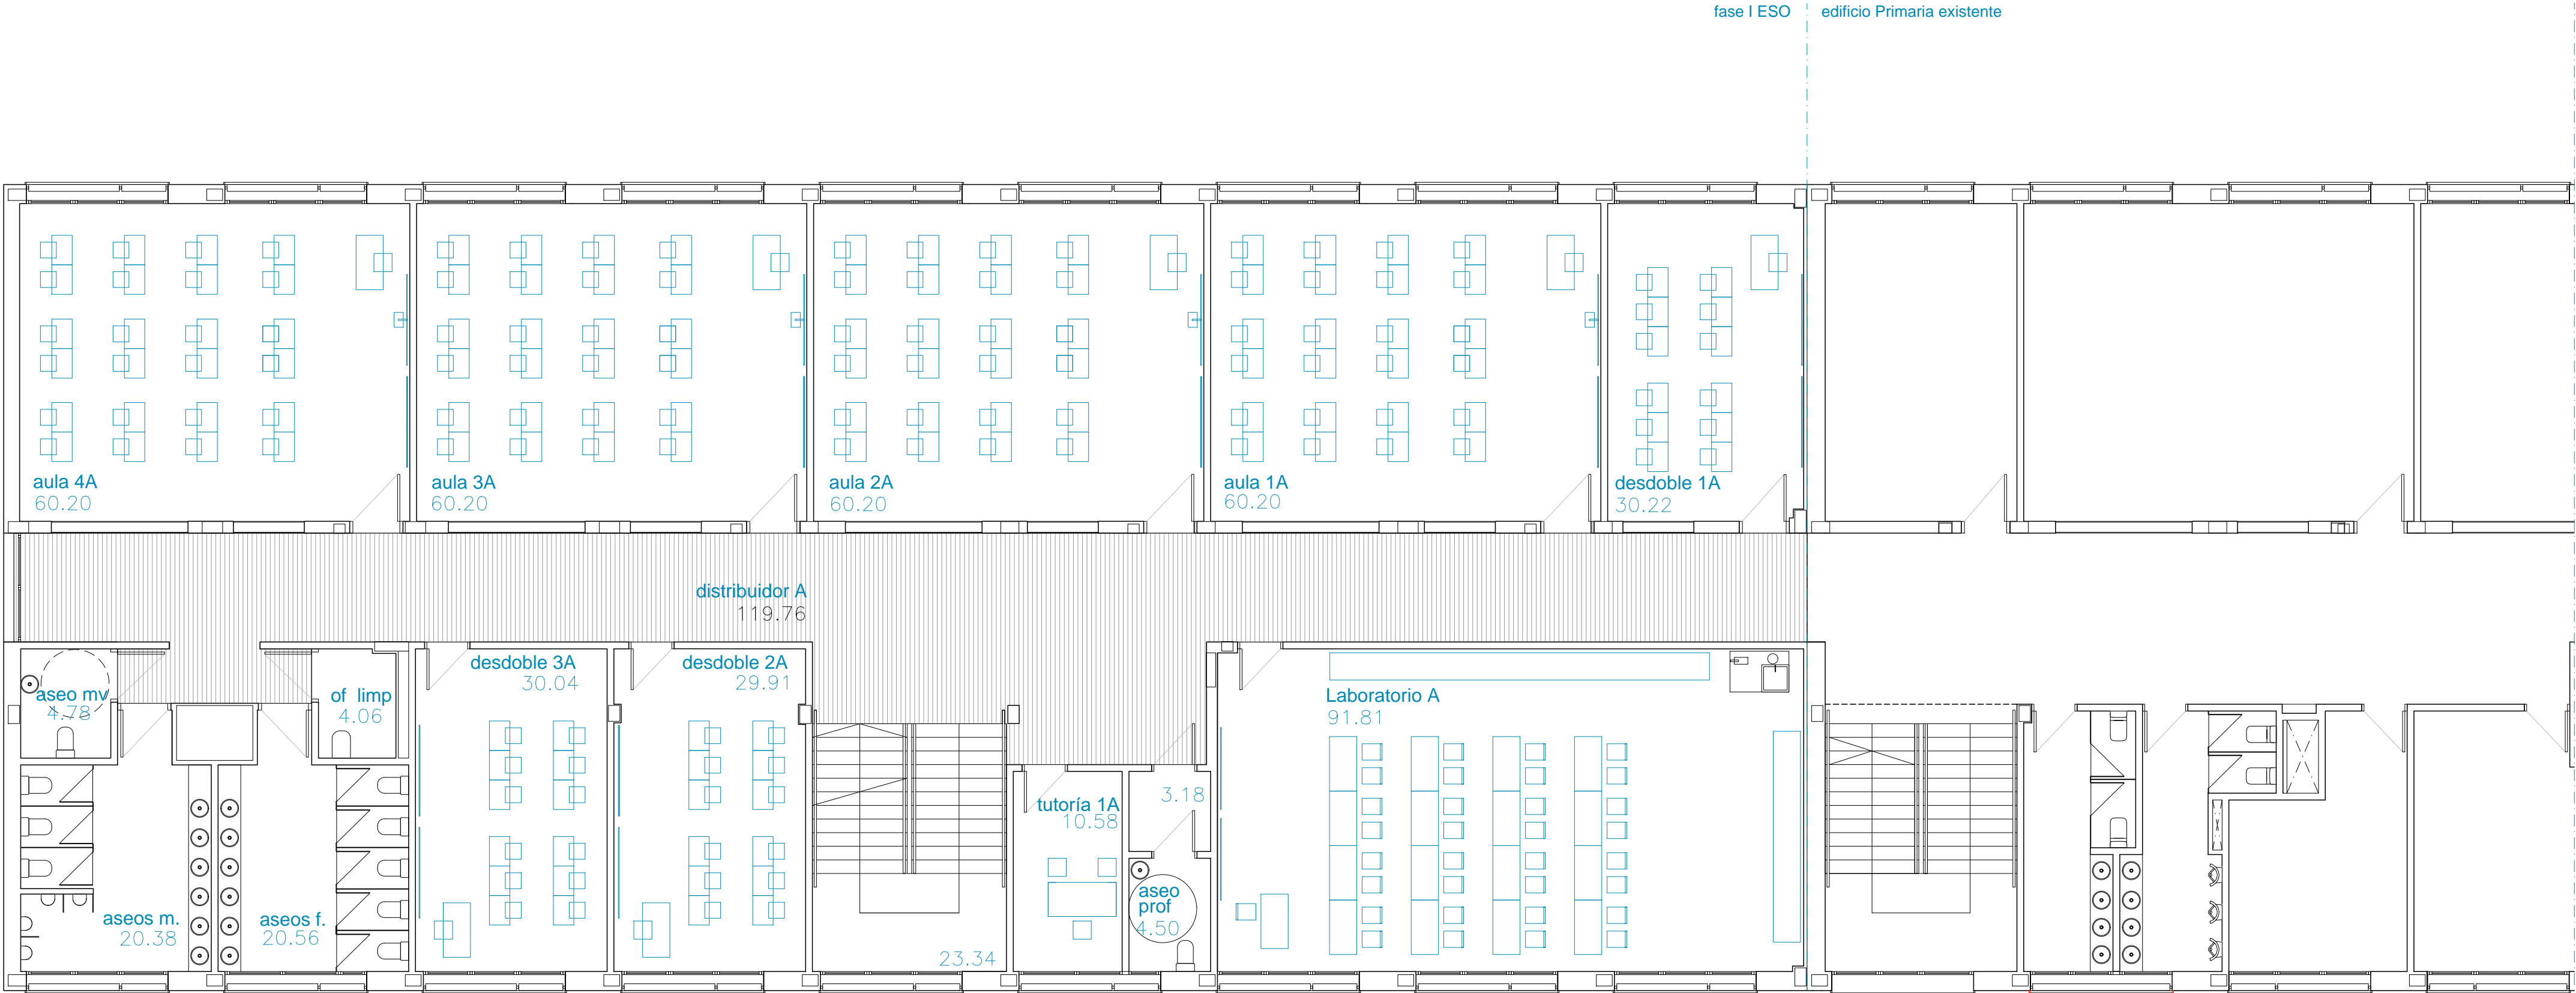 fase I ESO
edificio Primaria existente
aula 4A
60.20
aula 3A
60.20
aula 2A
60.20
aula 1A
60.20
desdoble 1A
30.22
distribuidor A
119.76
aseo mv
4.78
of limp
4.06
desdoble 3A
30.04
desdoble 2A
29.91
Laboratorio A
91.81
tutoría 1A
10.58
3.18
aseo
prof
4.50
aseos m.
20.38
aseos f.
20.56
23.34